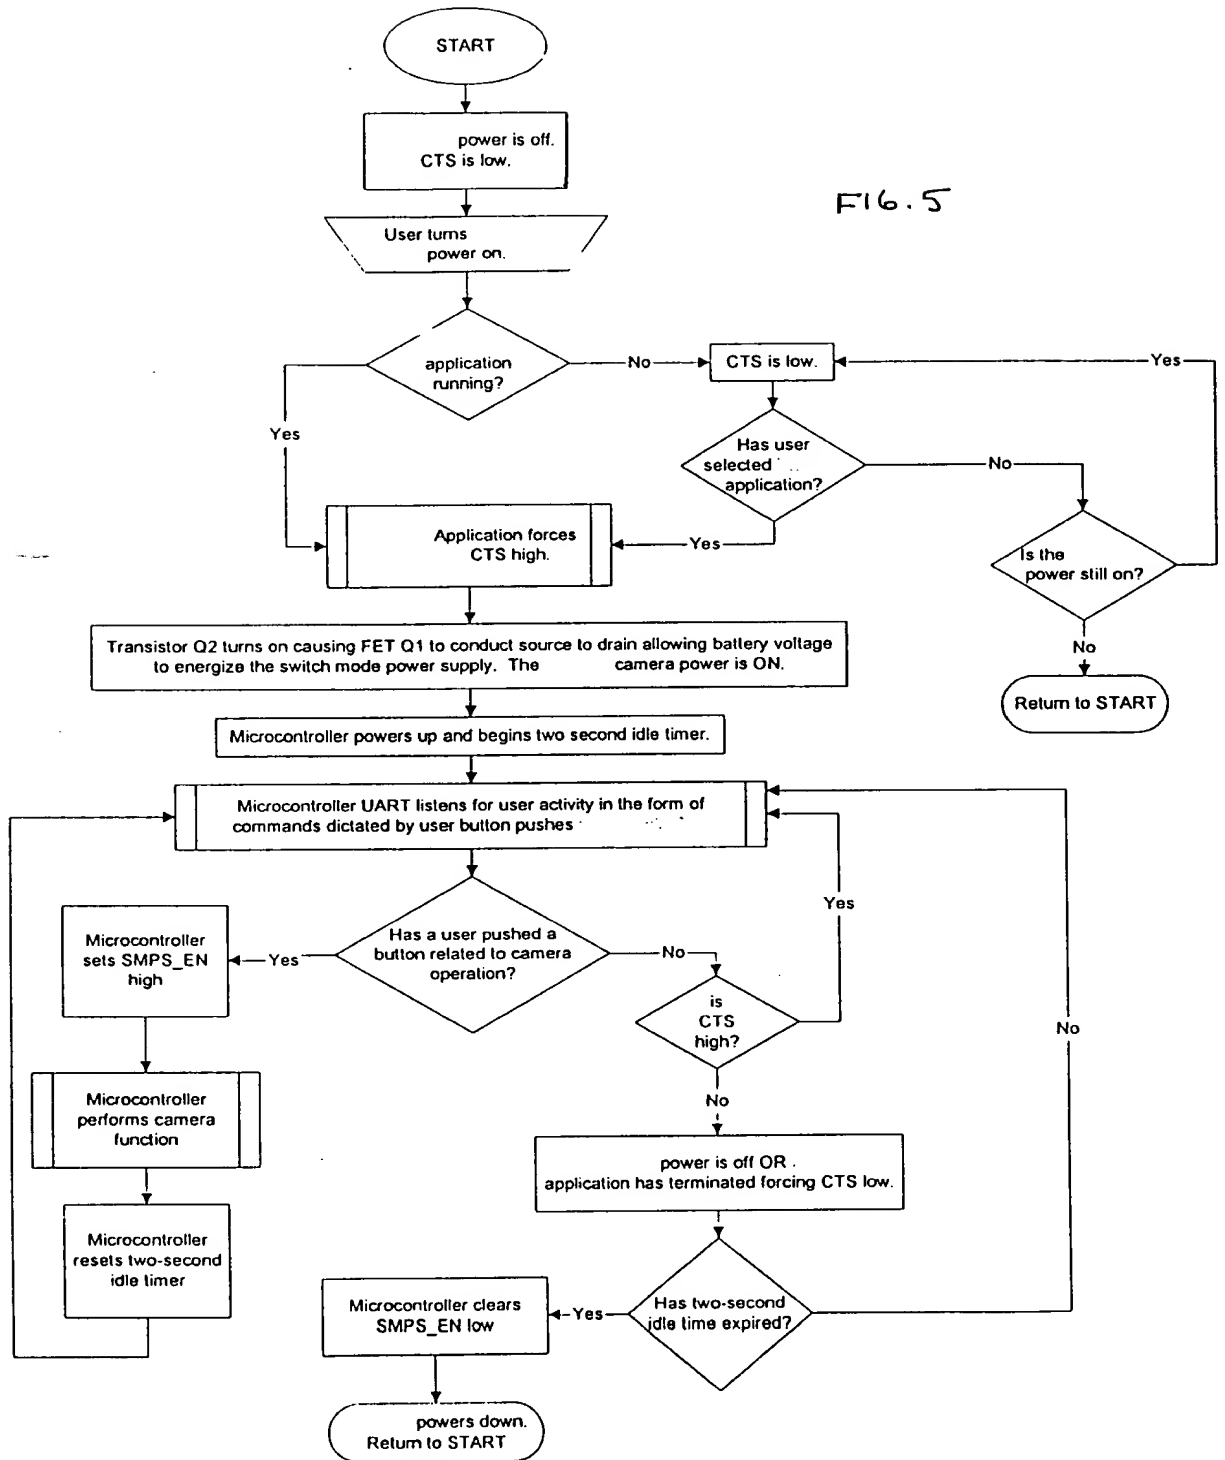 START
power is off.
CTS is low.
FIG. 5
User turns
power on.
application
running?
No
CTS is low.
Yes
Yes
Has user
selected
application?
No
Application forces
CTS high.
Yes
Is the
power still on?
No
Return to START
Transistor Q2 turns on causing FET Q1 to conduct source to drain allowing battery voltage
to energize the switch mode power supply. The camera power is ON.
Microcontroller powers up and begins two second idle timer.
Microcontroller UART listens for user activity in the form of
commands dictated by user button pushes
Yes
Has a user pushed a
button related to camera
operation?
Yes
No
Microcontroller
sets SMPS_EN
high
is
CTS
high?
No
No
Microcontroller
performs camera
function
power is off OR
application has terminated forcing CTS low.
Microcontroller
resets two-second
idle timer
Has two-second
idle time expired?
Yes
Microcontroller clears
SMPS_EN low
powers down.
Return to START